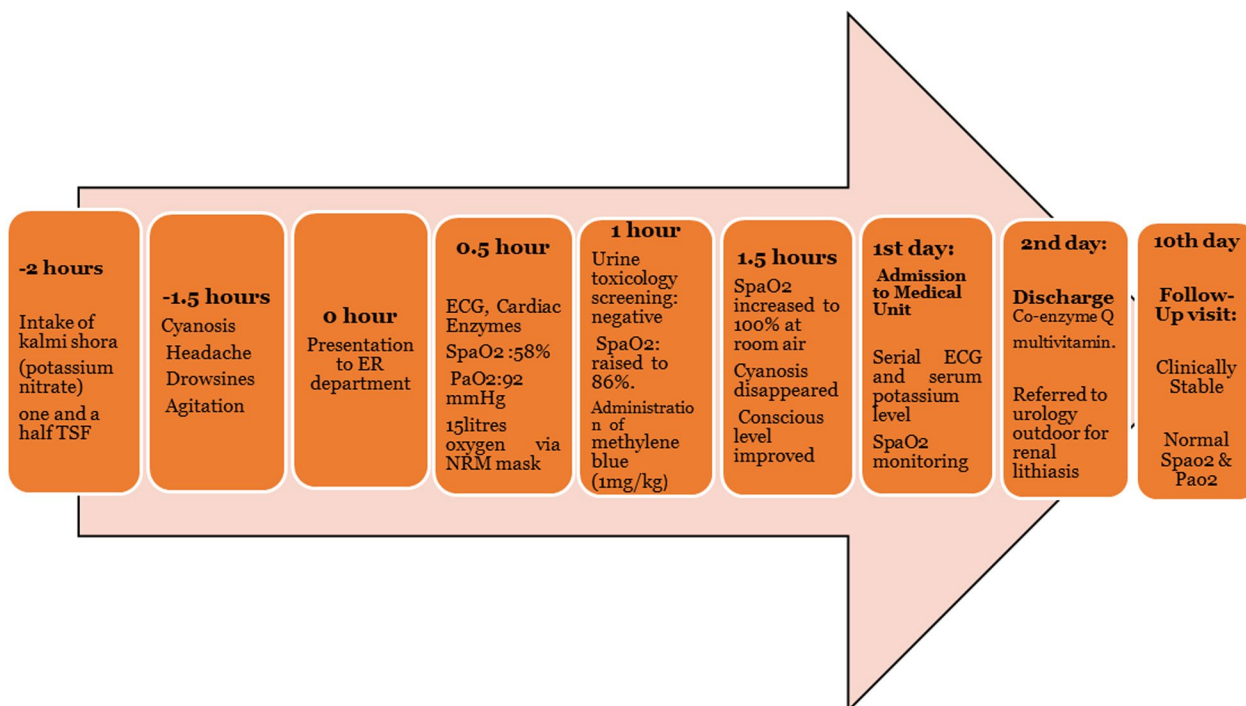 -2 hours
Intake of
kalmi shora
(potassium
nitrate)
one and a
half TSF
-1.5 hours
Cyanosis
Headache
Drowsines
Agitation
0 hour
Presentation
to ER
department
0.5 hour
ECG, Cardiac
Enzymes
SpaO2 :58%
PaO2:92
mmHg
15litres
oxygen via
NRM mask
1 hour
Urine
toxicology
screening:
negative
SpaO2:
raised to
86%.
Administratio
n of
methylene
blue
(1mg/kg)
1.5 hours
SpaO2
increased to
100% at
room air
Cyanosis
disappeared
Conscious
level
improved
1st day:
Admission
to Medical
Unit
Serial ECG
and serum
potassium
level
SpaO2
monitoring
2nd day:
Discharge
Co-enzyme Q
multivitamin.
Referred to
urology
outdoor for
renal
lithiasis
10th day
Follow-
Up visit:
Clinically
Stable
Normal
Spao2 &
Pao2